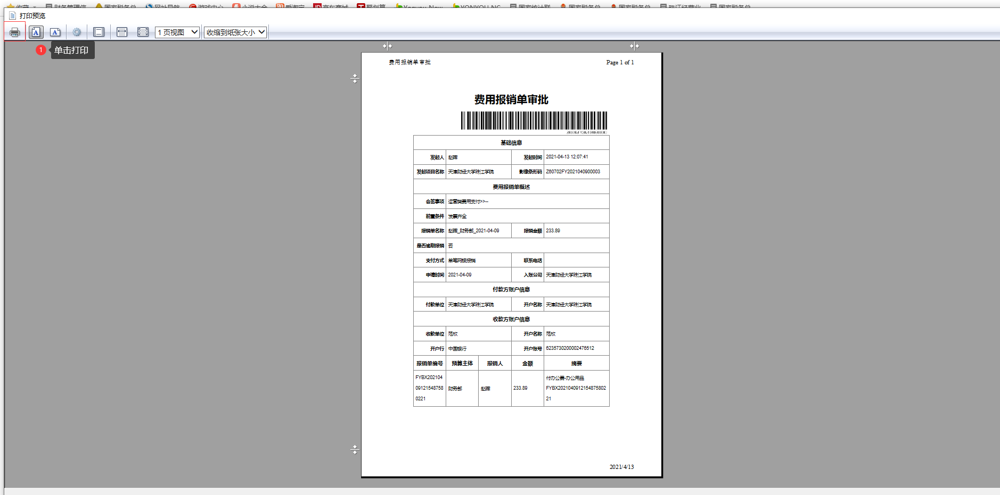 打印预览
1 页视图 收缩到纸张大小
1 单击打印
费用报销单审批 Page 1 of 1
费用报销单审批
Z60702FY2021040900003
基础信息
发起人 赵晖 发起时间 2021-04-13 12:07:41
发起项目名称 天津财经大学珠江学院 影像条形码 Z60702FY2021040900003
费用报销单概述
会签事项 运营类费用支付>>--
前置条件 发票齐全
报销单名称 赵晖_财务部_2021-04-09 报销金额 233.89
是否逾期报销 否
支付方式 单笔网银报销 联系电话
申请时间 2021-04-09 入账公司 天津财经大学珠江学院
付款方账户信息
付款单位 天津财经大学珠江学院 开户名称 天津财经大学珠江学院
收款方账户信息
收款单位 范欣 开户名称 范欣
开户行 中国银行 开户账号 6235730200002476512
报销单编号 预算主体 报销人 金额 摘要
FYBX202104
09121548758
0221
财务部 赵晖 233.89
付办公费-办公用品
FYBX2021040912154875802
21
2021/4/13